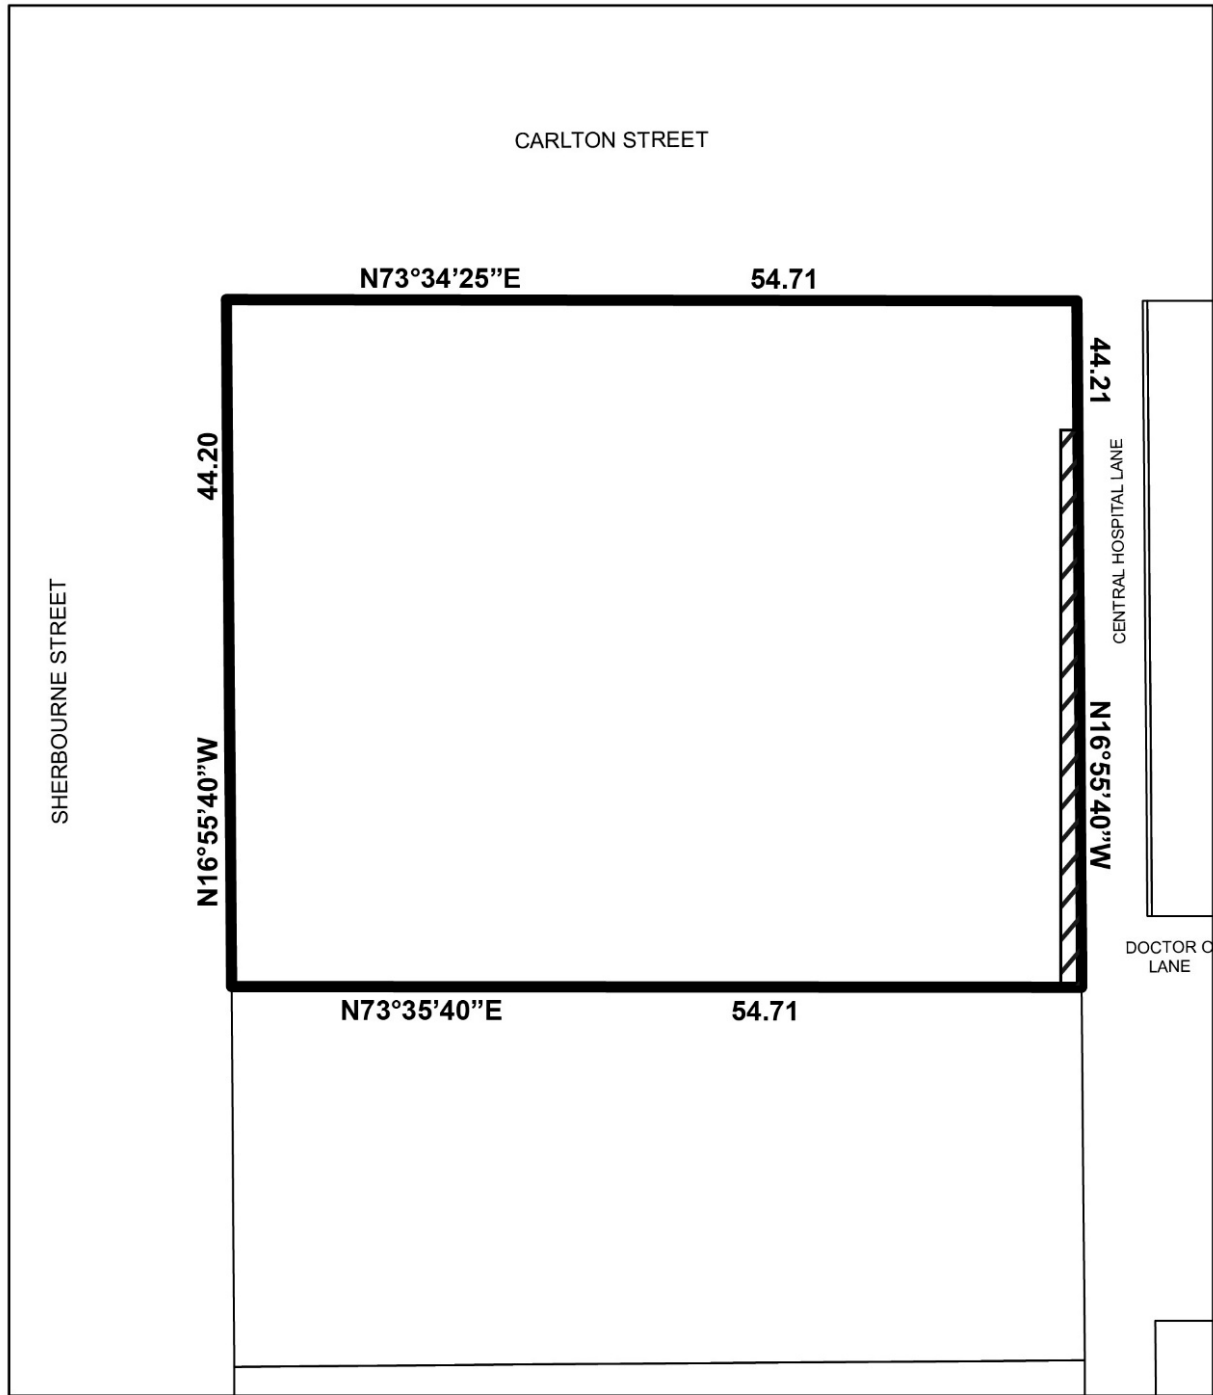 CARLTON STREET
N73°34’25”E 54.71
44.21
44.20
CENTRAL HOSPITAL LANE
SHERBOURNE STREET
N16°55'40”W
N16°55’40”W
DOCTOR O
LANE
N73°35’40”E 54.71